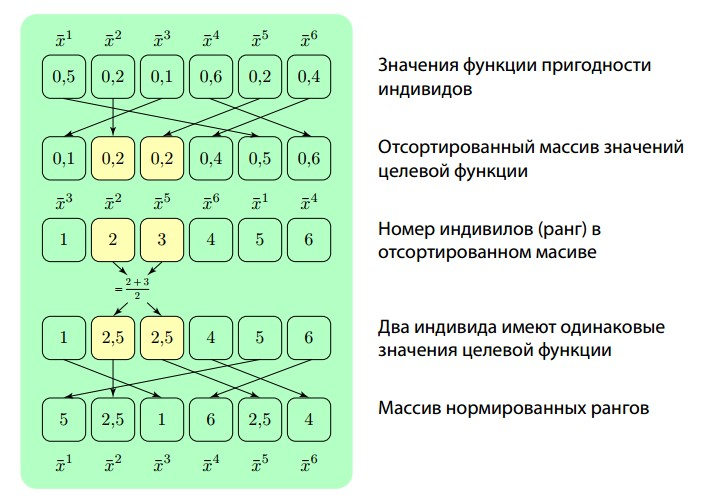 x̄¹ x̄² x̄³ x̄⁴ x̄⁵ x̄⁶
0,5 0,2 0,1 0,6 0,2 0,4
Значения функции пригодности
индивидов
0,1 0,2 0,2 0,4 0,5 0,6
Отсортированный массив значений
целевой функции
x̄³ x̄² x̄⁵ x̄⁶ x̄¹ x̄⁴
1 2 3 4 5 6
Номер индивилов (ранг) в
отсортированном масиве
= (2 + 3)/2
1 2,5 2,5 4 5 6
Два индивида имеют одинаковые
значения целевой функции
5 2,5 1 6 2,5 4
Массив нормированных рангов
x̄¹ x̄² x̄³ x̄⁴ x̄⁵ x̄⁶